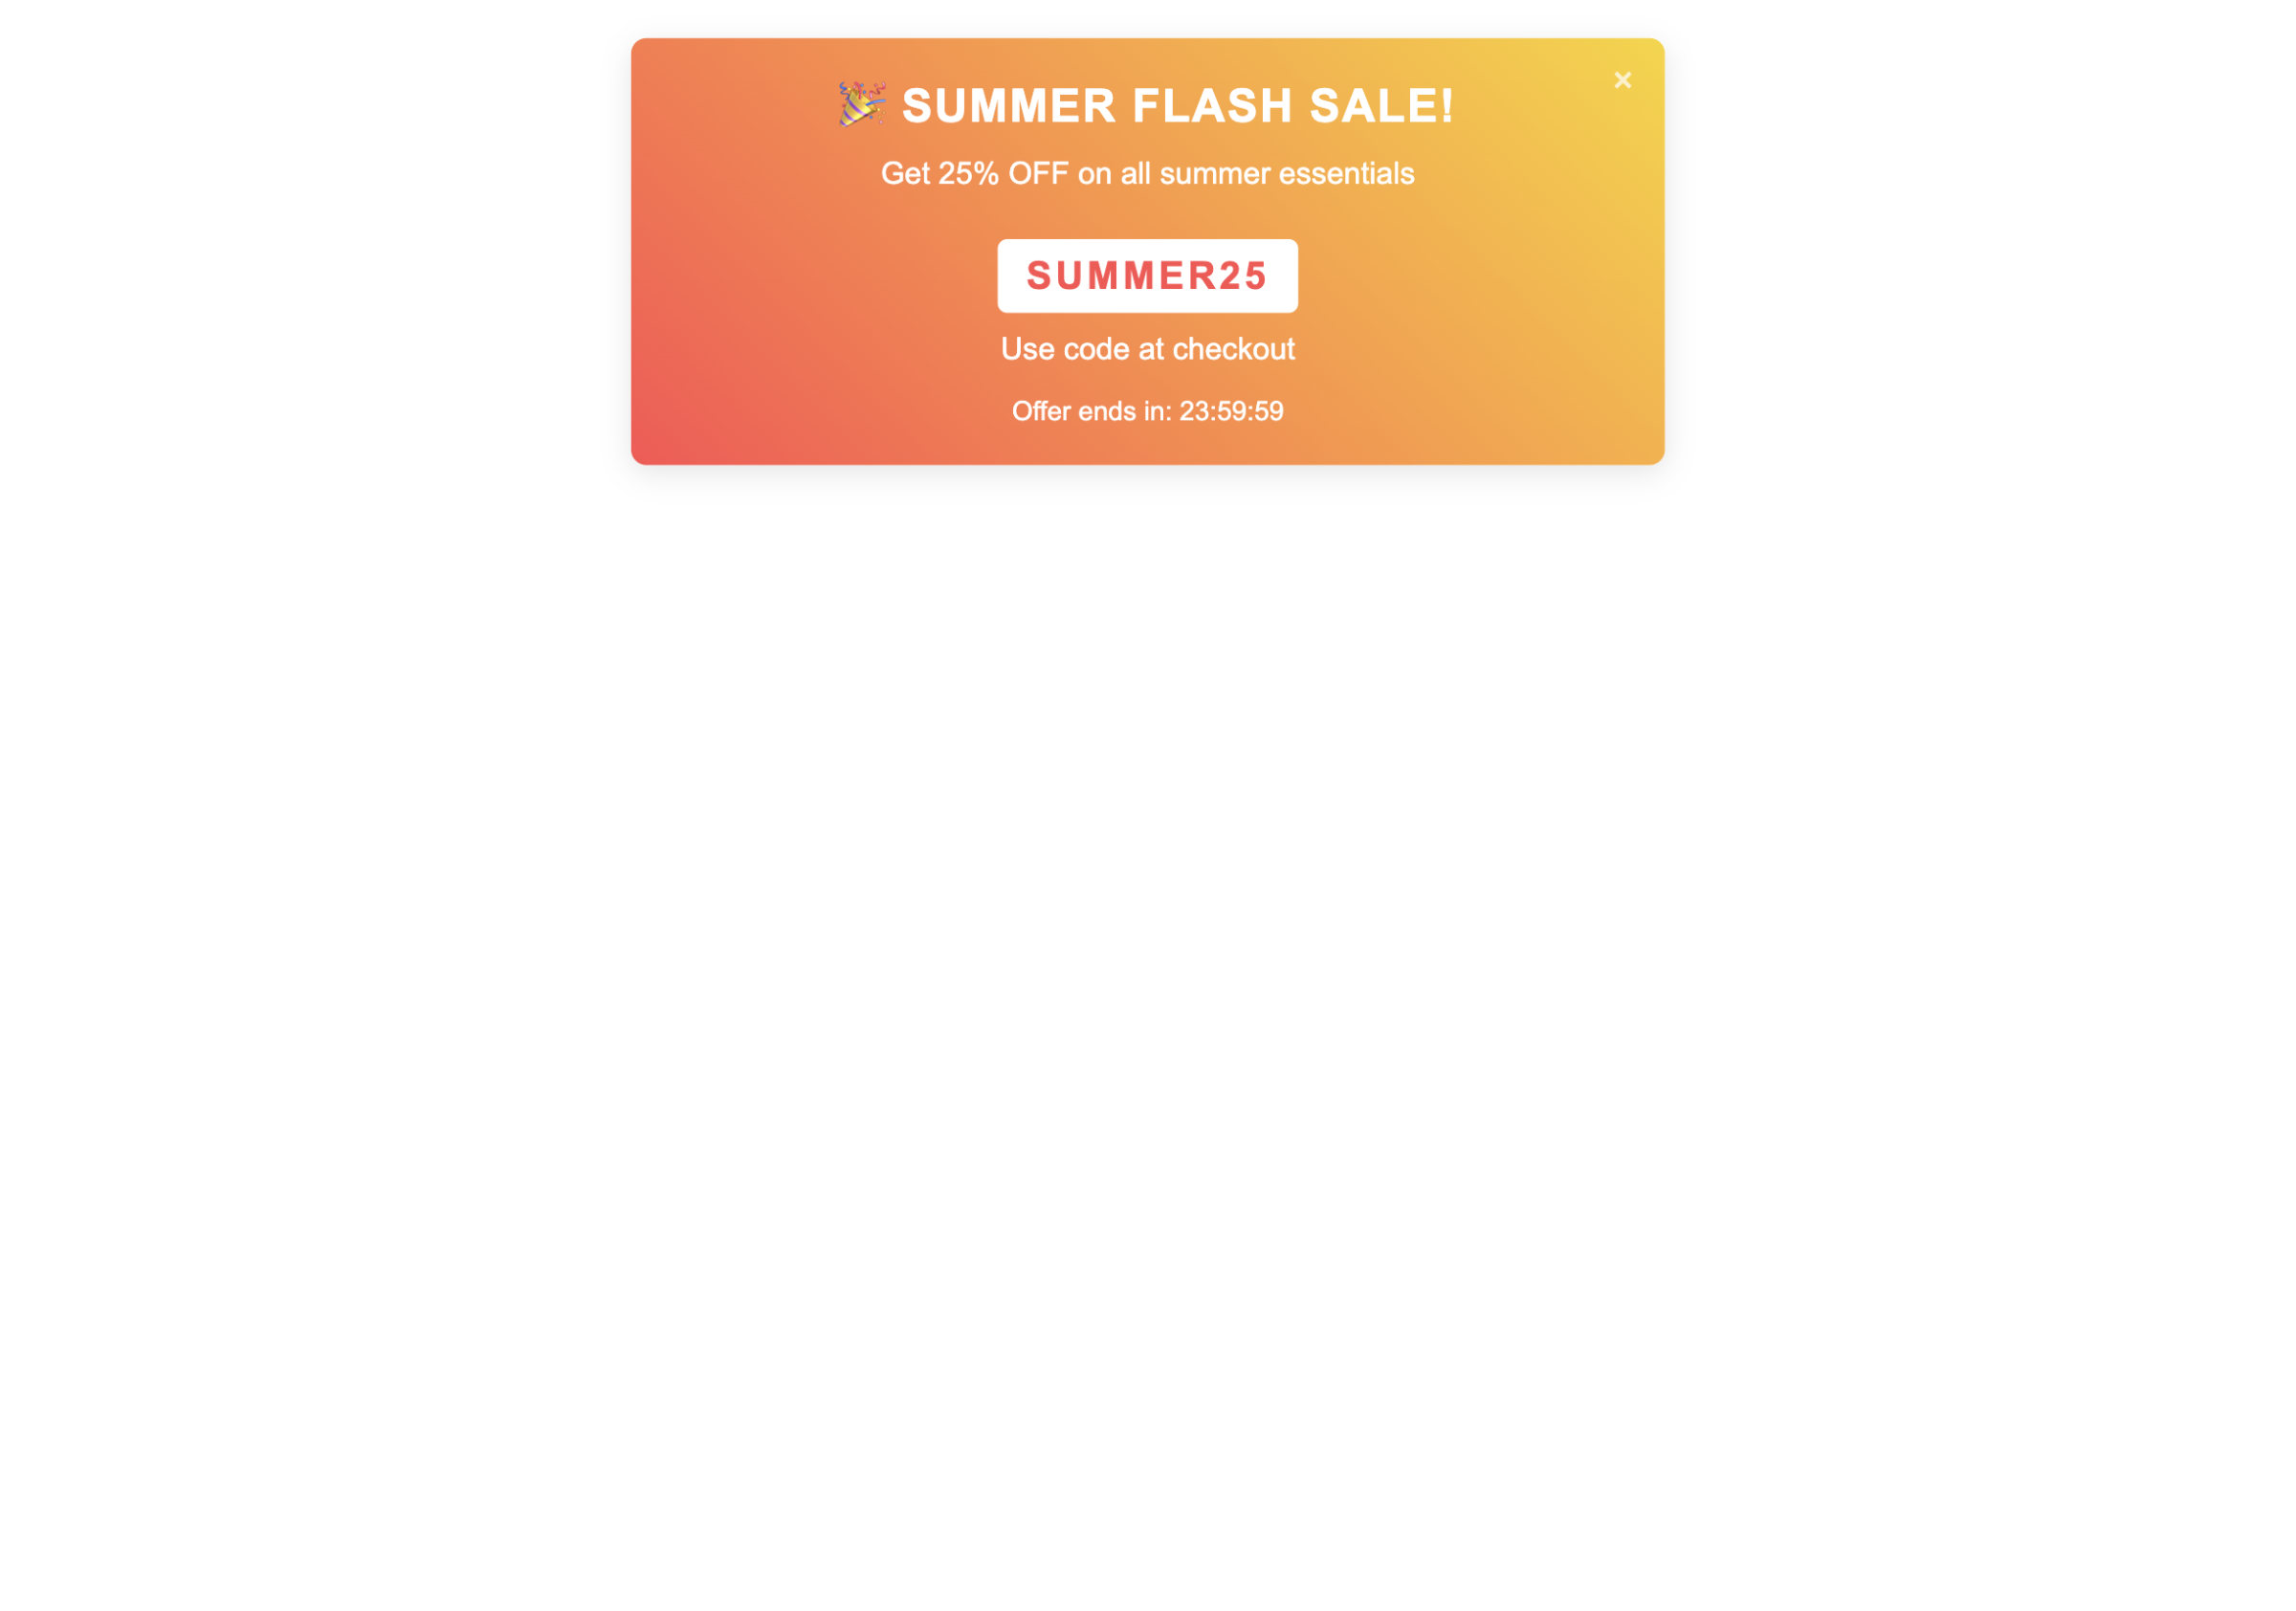 🎉 SUMMER FLASH SALE!
Get 25% OFF on all summer essentials
SUMMER25
Use code at checkout
Offer ends in: 23:59:59